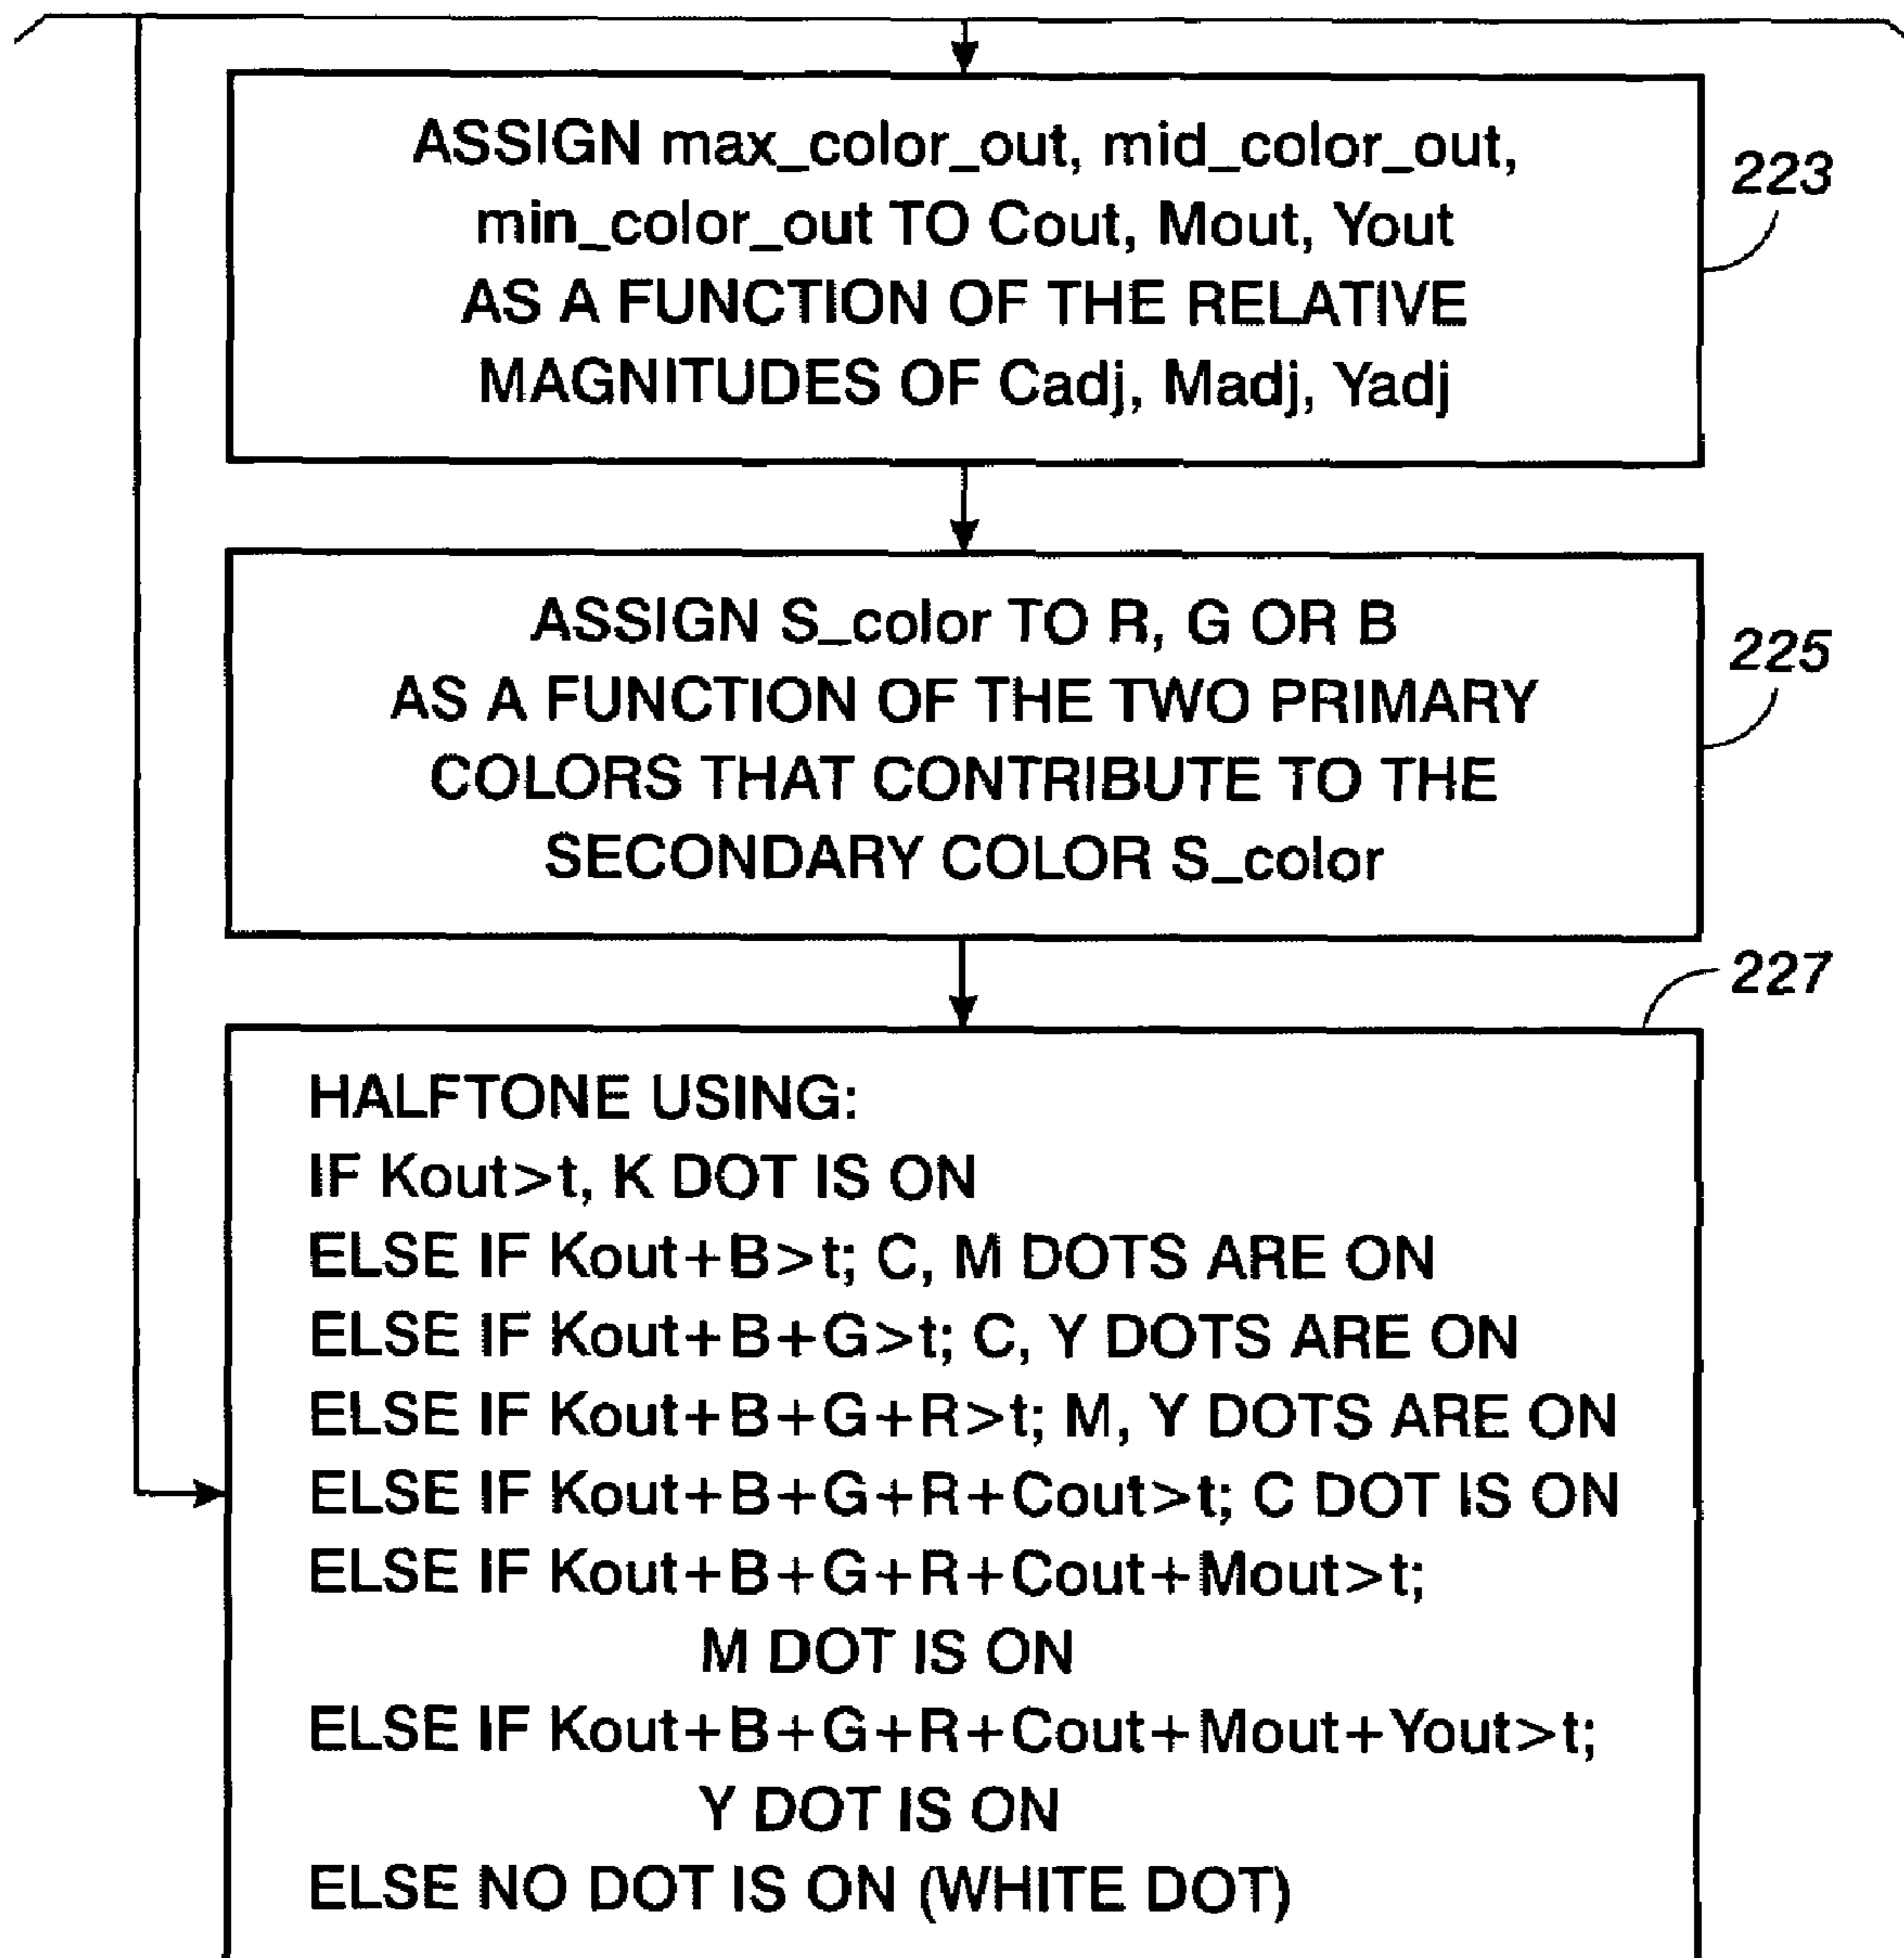 ASSIGN max_color_out, mid_color_out,
min_color_out TO Cout, Mout, Yout
AS A FUNCTION OF THE RELATIVE
MAGNITUDES OF Cadj, Madj, Yadj
223
ASSIGN S_color TO R, G OR B
AS A FUNCTION OF THE TWO PRIMARY
COLORS THAT CONTRIBUTE TO THE
SECONDARY COLOR S_color
225
227
HALFTONE USING:
IF Kout>t, K DOT IS ON
ELSE IF Kout+B>t; C, M DOTS ARE ON
ELSE IF Kout+B+G>t; C, Y DOTS ARE ON
ELSE IF Kout+B+G+R>t; M, Y DOTS ARE ON
ELSE IF Kout+B+G+R+Cout>t; C DOT IS ON
ELSE IF Kout+B+G+R+Cout+Mout>t;
M DOT IS ON
ELSE IF Kout+B+G+R+Cout+Mout+Yout>t;
Y DOT IS ON
ELSE NO DOT IS ON (WHITE DOT)